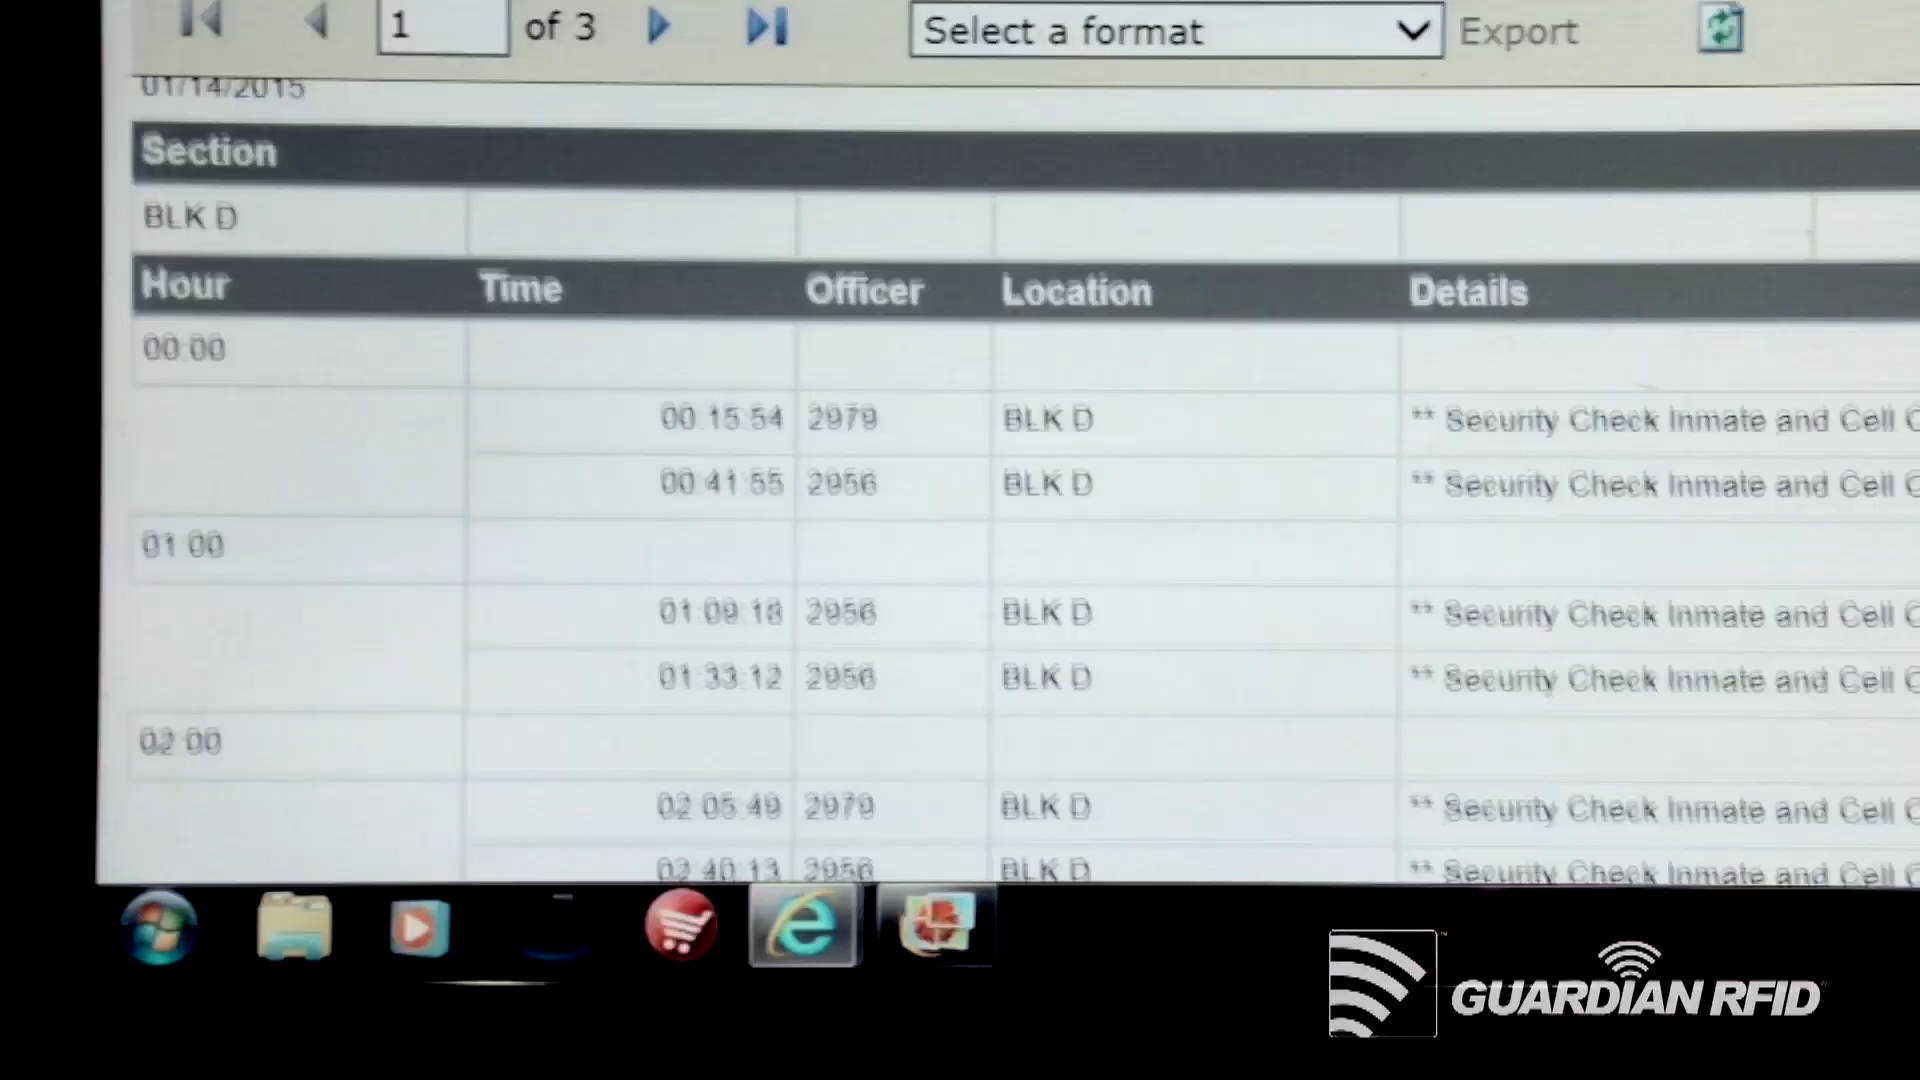 1 of 3 Select a format Export
01/14/2015
Section
BLK D
Hour Time Officer Location Details
00:00
00:15:54 2979 BLK D ** Security Check Inmate and Cell C
00:41:55 2956 BLK D ** Security Check Inmate and Cell C
01:00
01:09:18 2956 BLK D ** Security Check Inmate and Cell C
01:33:12 2956 BLK D ** Security Check Inmate and Cell C
02:00
02:05:49 2979 BLK D ** Security Check Inmate and Cell C
02:40:13 2956 BLK D ** Security Check Inmate and Cell C
GUARDIAN RFID